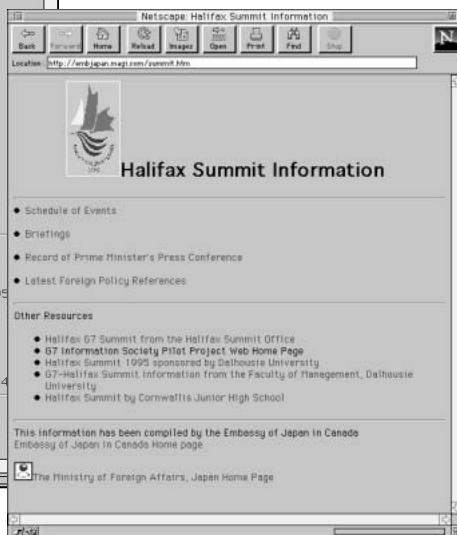 Netscape: Halifax Summit Information
Back Forward Home Reload Images Open Print Find Stop
N
Location: http://embjapan.magi.com/summit.htm
Halifax Summit Information
Schedule of Events
Briefings
Record of Prime Minister's Press Conference
Latest Foreign Policy References
Other Resources
Halifax G7 Summit from the Halifax Summit Office
G7 Information Society Pilot Project Web Home Page
Halifax Summit 1995 sponsored by Dalhousie University
G7-Halifax Summit Information from the Faculty of Management, Dalhousie
University
Halifax Summit by Cornwallis Junior High School
This information has been compiled by the Embassy of Japan in Canada
Embassy of Japan in Canada Home page
The Ministry of Foreign Affairs, Japan Home Page